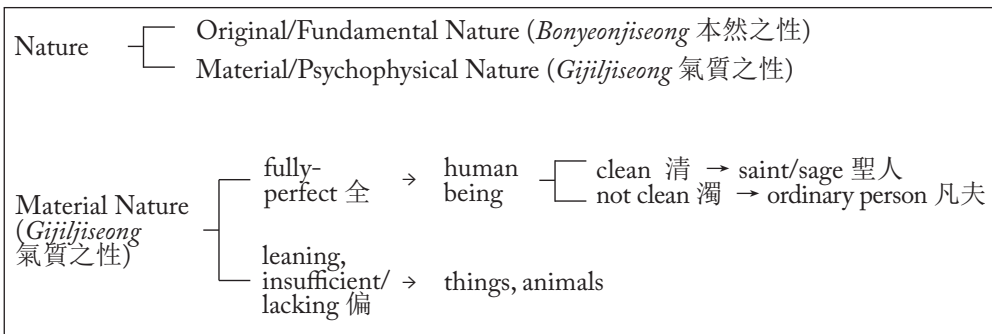 Nature
Original/Fundamental Nature (Bonyeonjiseong 本然之性)
Material/Psychophysical Nature (Gijiljiseong 氣質之性)
Material Nature
(Gijiljiseong
氣質之性)
fully-
perfect 全
→
human
being
clean 清 → saint/sage 聖人
not clean 濁 → ordinary person 凡夫
leaning,
insufficient/
lacking 偏
→
things, animals